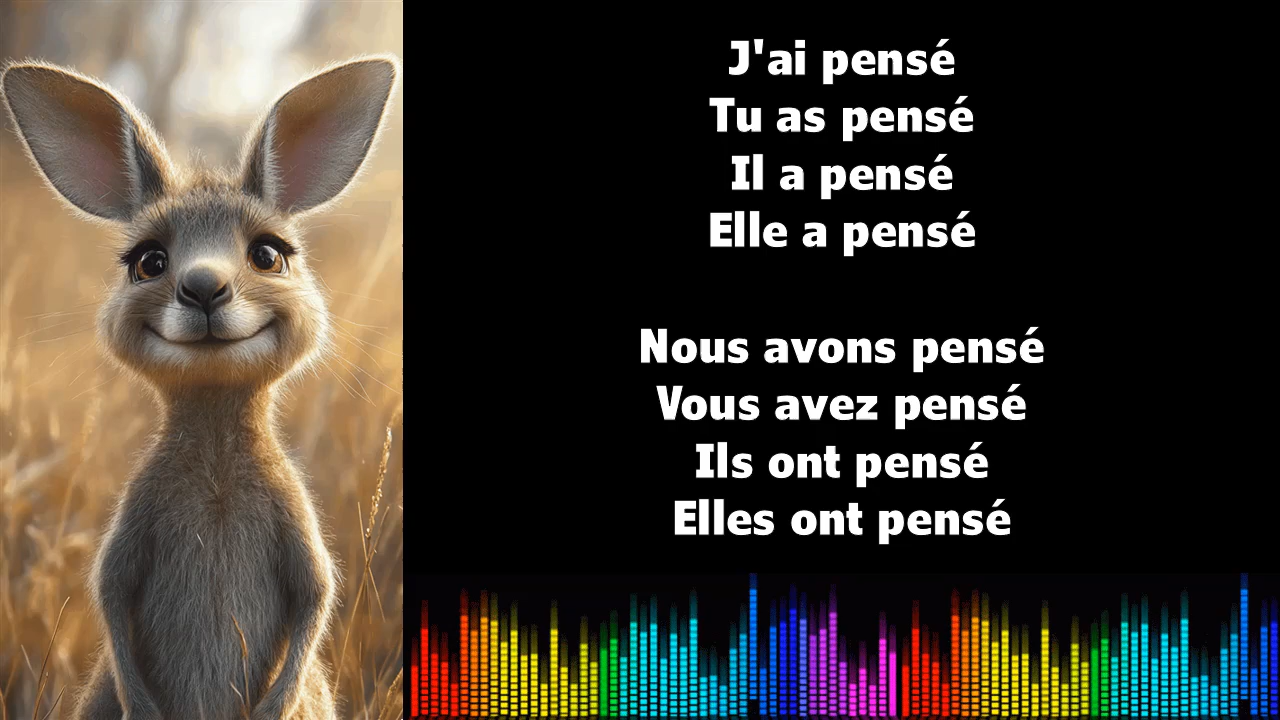 J'ai pensé
Tu as pensé
Il a pensé
Elle a pensé
Nous avons pensé
Vous avez pensé
Ils ont pensé
Elles ont pensé